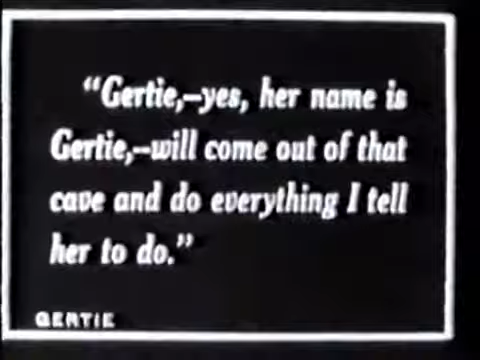 “Gertie,–yes, her name is
Gertie,–will come out of that
cave and do everything I tell
her to do.”
GERTIE